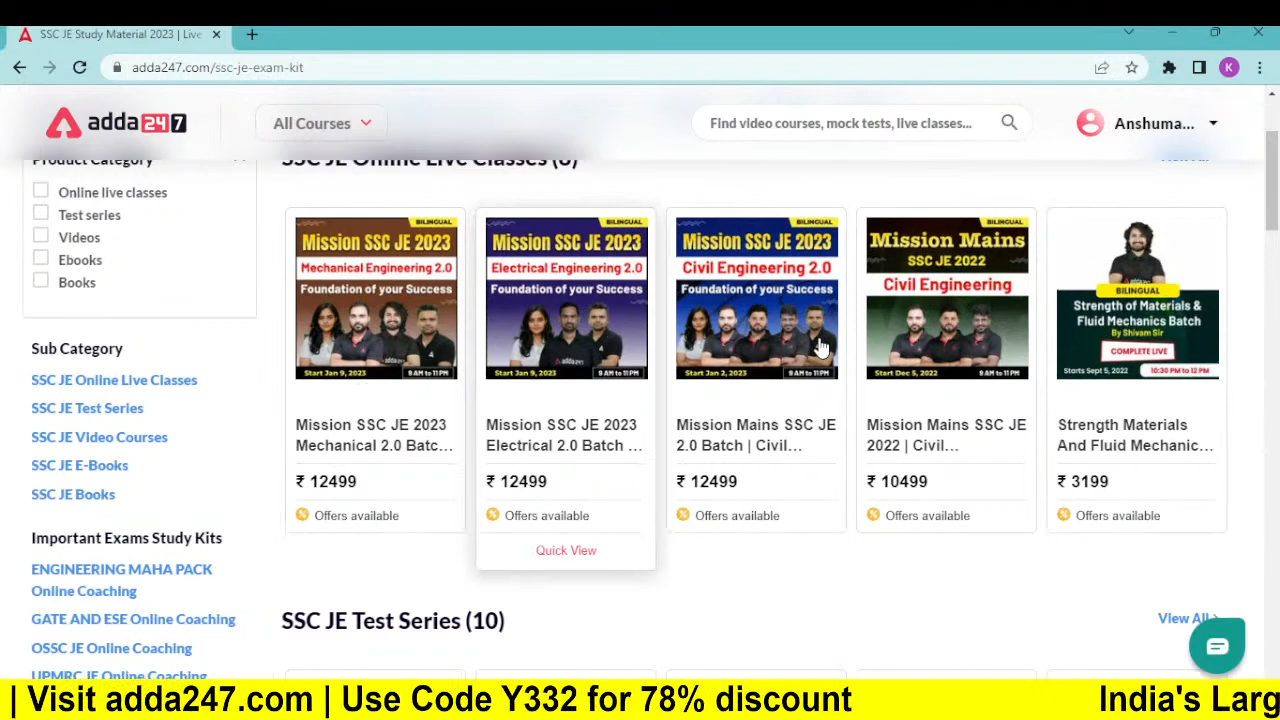 SSC JE Study Material 2023 | Live
adda247.com/ssc-je-exam-kit
K
adda247
All Courses
Find video courses, mock tests, live classes...
Anshuma...
Product Category
SSC JE Online Live Classes (8)
View All
Online live classes
Test series
Videos
Ebooks
Books
Sub Category
SSC JE Online Live Classes
SSC JE Test Series
SSC JE Video Courses
SSC JE E-Books
SSC JE Books
Important Exams Study Kits
ENGINEERING MAHA PACK
Online Coaching
GATE AND ESE Online Coaching
OSSC JE Online Coaching
UPMRC JE Online Coaching
BILINGUAL
Mission SSC JE 2023
Mechanical Engineering 2.0
Foundation of your Success
Start Jan 9, 2023
9 AM to 11 PM
Mission SSC JE 2023
Mechanical 2.0 Batc...
₹ 12499
Offers available
BILINGUAL
Mission SSC JE 2023
Electrical Engineering 2.0
Foundation of your Success
adda247
Start Jan 9, 2023
9 AM to 11 PM
Mission SSC JE 2023
Electrical 2.0 Batch ...
₹ 12499
Offers available
Quick View
BILINGUAL
Mission SSC JE 2023
Civil Engineering 2.0
Foundation of your Success
Start Jan 2, 2023
9 AM to 11 PM
Mission Mains SSC JE
2.0 Batch | Civil...
₹ 12499
Offers available
BILINGUAL
Mission Mains
SSC JE 2022
Civil Engineering
Start Dec 5, 2022
9 AM to 11 PM
Mission Mains SSC JE
2022 | Civil...
₹ 10499
Offers available
BILINGUAL
Strength of Materials &
Fluid Mechanics Batch
By Shivam Sir
COMPLETE LIVE
Starts Sept 5, 2022
10:30 PM to 12 PM
Strength Materials
And Fluid Mechanic...
₹ 3199
Offers available
SSC JE Test Series (10)
View All >
| Visit adda247.com | Use Code Y332 for 78% discount
India's Larg